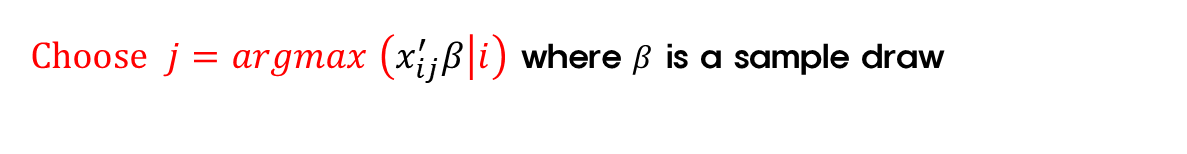 Choose j = argmax (x′ᵢⱼβ|i) where β is a sample draw